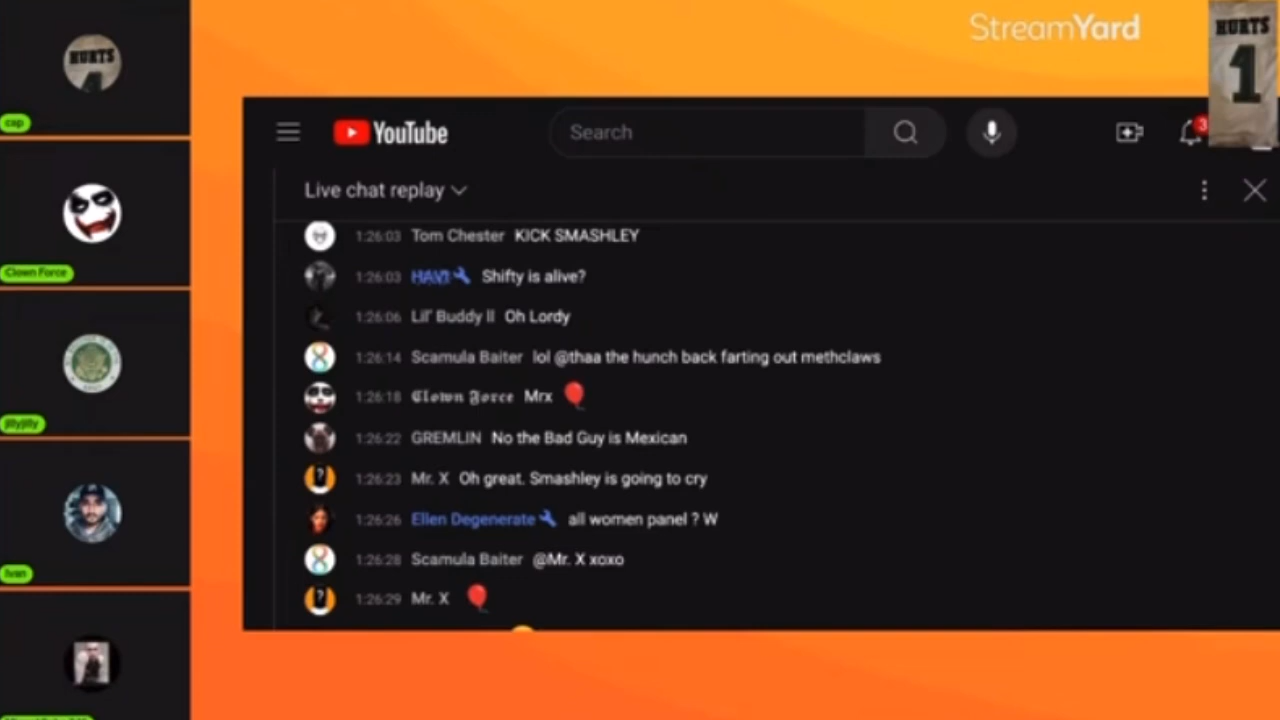 StreamYard
HURTS
1
HURTS
cap
Clown Force
jillyjilly
Ivan
YouTube
Search
3
Live chat replay
1:26:03 Tom Chester KICK SMASHLEY
1:26:03 HAVI Shifty is alive?
1:26:06 Lil' Buddy ll Oh Lordy
1:26:14 Scamula Baiter lol @thaa the hunch back farting out methclaws
1:26:18 𝕮𝖑𝖔𝖜𝖓 𝕱𝖔𝖗𝖈𝖊 Mrx 🎈
1:26:22 GREMLIN No the Bad Guy is Mexican
1:26:23 Mr. X Oh great. Smashley is going to cry
1:26:26 Ellen Degenerate all women panel ? W
1:26:28 Scamula Baiter @Mr. X xoxo
1:26:29 Mr. X 🎈